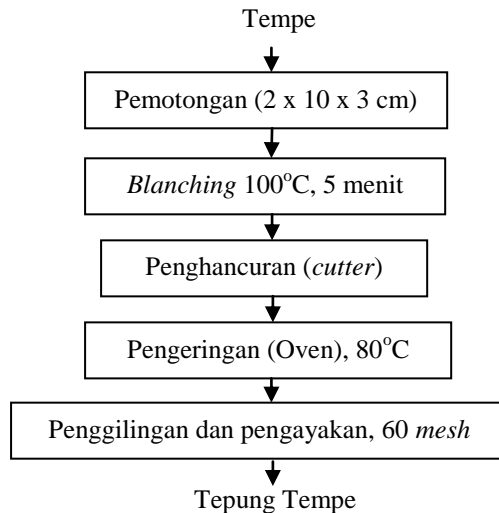 Tempe
Pemotongan (2 x 10 x 3 cm)
Blanching 100°C, 5 menit
Penghancuran (cutter)
Pengeringan (Oven), 80°C
Penggilingan dan pengayakan, 60 mesh
Tepung Tempe